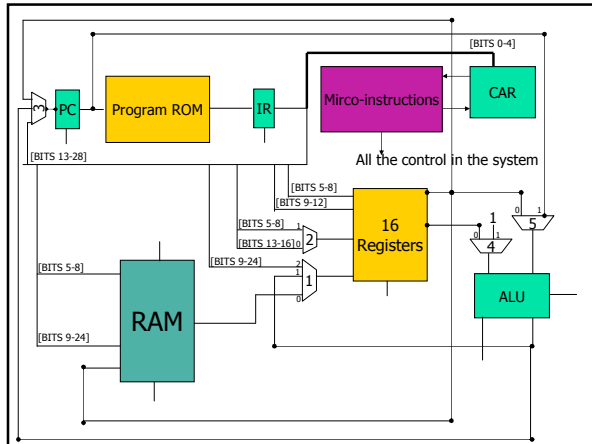 [BITS 0-4]
3
PC
Program ROM
IR
Mirco-instructions
CAR
All the control in the system
[BITS 13-28]
[BITS 5-8]
[BITS 9-12]
16
Registers
[BITS 5-8]
1
2
[BITS 13-16]
0
[BITS 9-24]
2
1
1
0
0
1
5
1
0
1
4
[BITS 5-8]
RAM
ALU
[BITS 9-24]